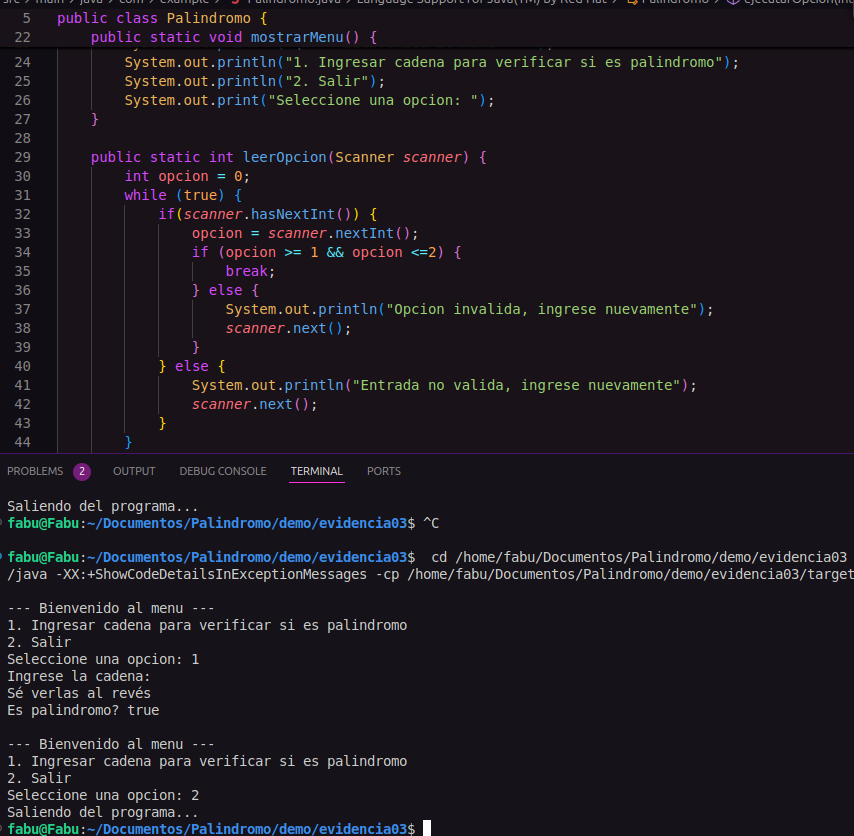 src > main > java > com > example > Palindromo.java > Language Support for Java(TM) by Red Hat > Palindromo > ejecutarOpcion(int
5 public class Palindromo {
22 public static void mostrarMenu() {
24 System.out.println("1. Ingresar cadena para verificar si es palindromo");
25 System.out.println("2. Salir");
26 System.out.print("Seleccione una opcion: ");
27 }
28
29 public static int leerOpcion(Scanner scanner) {
30 int opcion = 0;
31 while (true) {
32 if(scanner.hasNextInt()) {
33 opcion = scanner.nextInt();
34 if (opcion >= 1 && opcion <=2) {
35 break;
36 } else {
37 System.out.println("Opcion invalida, ingrese nuevamente");
38 scanner.next();
39 }
40 } else {
41 System.out.println("Entrada no valida, ingrese nuevamente");
42 scanner.next();
43 }
44 }
PROBLEMS 2 OUTPUT DEBUG CONSOLE TERMINAL PORTS
Saliendo del programa...
fabu@Fabu:~/Documentos/Palindromo/demo/evidencia03$ ^C
fabu@Fabu:~/Documentos/Palindromo/demo/evidencia03$ cd /home/fabu/Documentos/Palindromo/demo/evidencia03
/java -XX:+ShowCodeDetailsInExceptionMessages -cp /home/fabu/Documentos/Palindromo/demo/evidencia03/target
--- Bienvenido al menu ---
1. Ingresar cadena para verificar si es palindromo
2. Salir
Seleccione una opcion: 1
Ingrese la cadena:
Sé verlas al revés
Es palindromo? true
--- Bienvenido al menu ---
1. Ingresar cadena para verificar si es palindromo
2. Salir
Seleccione una opcion: 2
Saliendo del programa...
fabu@Fabu:~/Documentos/Palindromo/demo/evidencia03$